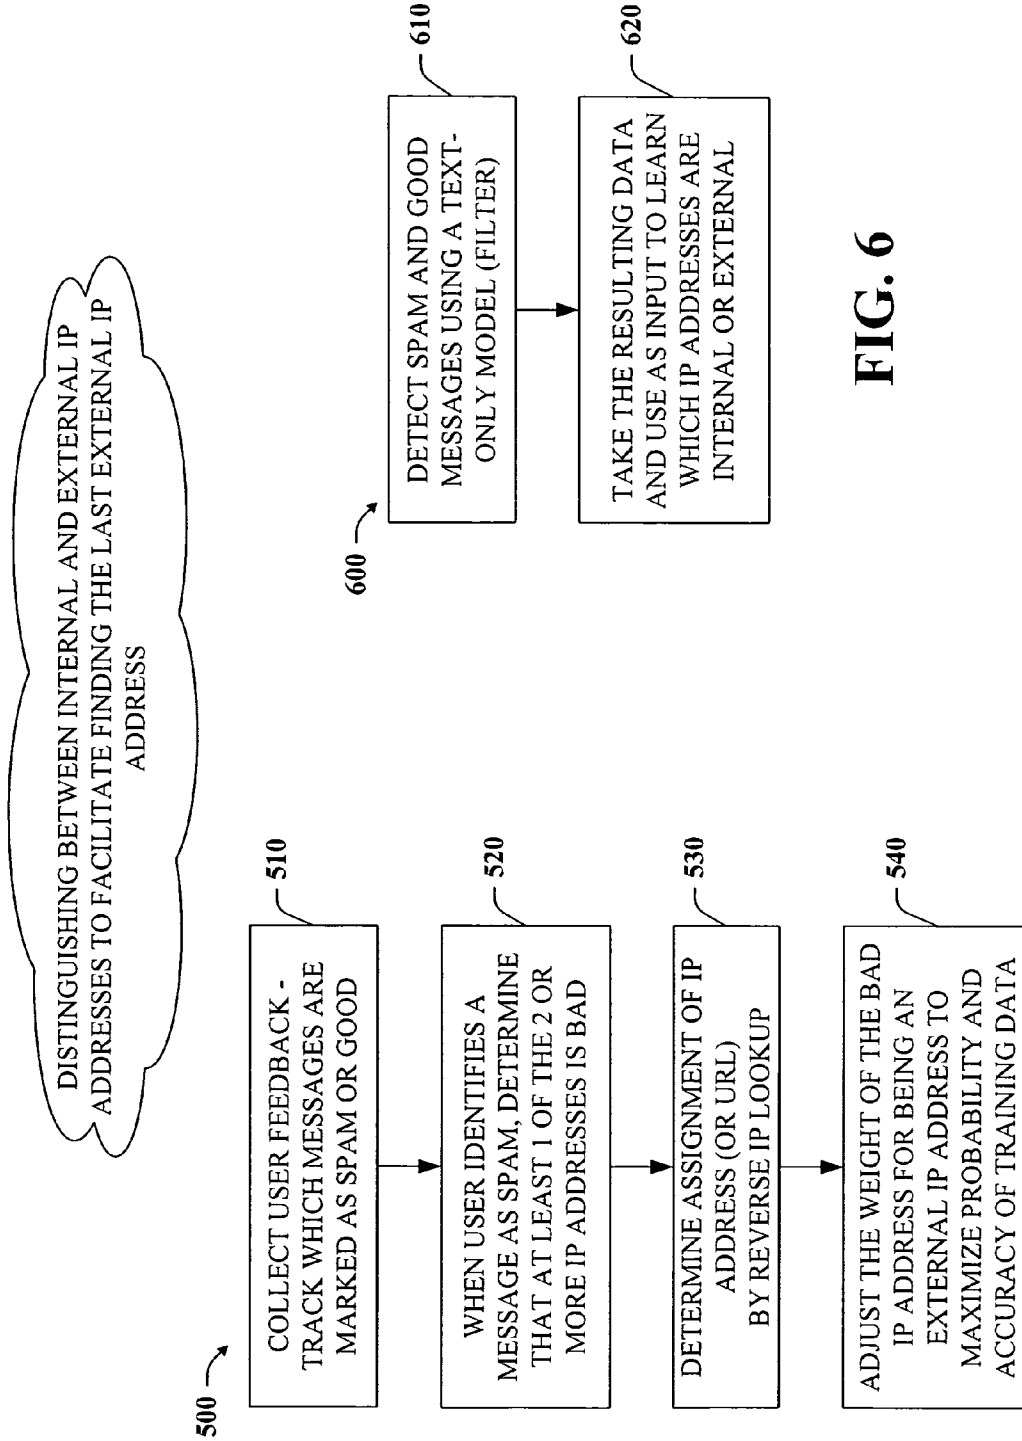 DISTINGUISHING BETWEEN INTERNAL AND EXTERNAL IP
ADDRESSES TO FACILITATE FINDING THE LAST EXTERNAL IP
ADDRESS
500
COLLECT USER FEEDBACK -
TRACK WHICH MESSAGES ARE
MARKED AS SPAM OR GOOD
510
WHEN USER IDENTIFIES A
MESSAGE AS SPAM, DETERMINE
THAT AT LEAST 1 OF THE 2 OR
MORE IP ADDRESSES IS BAD
520
DETERMINE ASSIGNMENT OF IP
ADDRESS (OR URL)
BY REVERSE IP LOOKUP
530
ADJUST THE WEIGHT OF THE BAD
IP ADDRESS FOR BEING AN
EXTERNAL IP ADDRESS TO
MAXIMIZE PROBABILITY AND
ACCURACY OF TRAINING DATA
540
600
DETECT SPAM AND GOOD
MESSAGES USING A TEXT-
ONLY MODEL (FILTER)
610
TAKE THE RESULTING DATA
AND USE AS INPUT TO LEARN
WHICH IP ADDRESSES ARE
INTERNAL OR EXTERNAL
620
FIG. 6